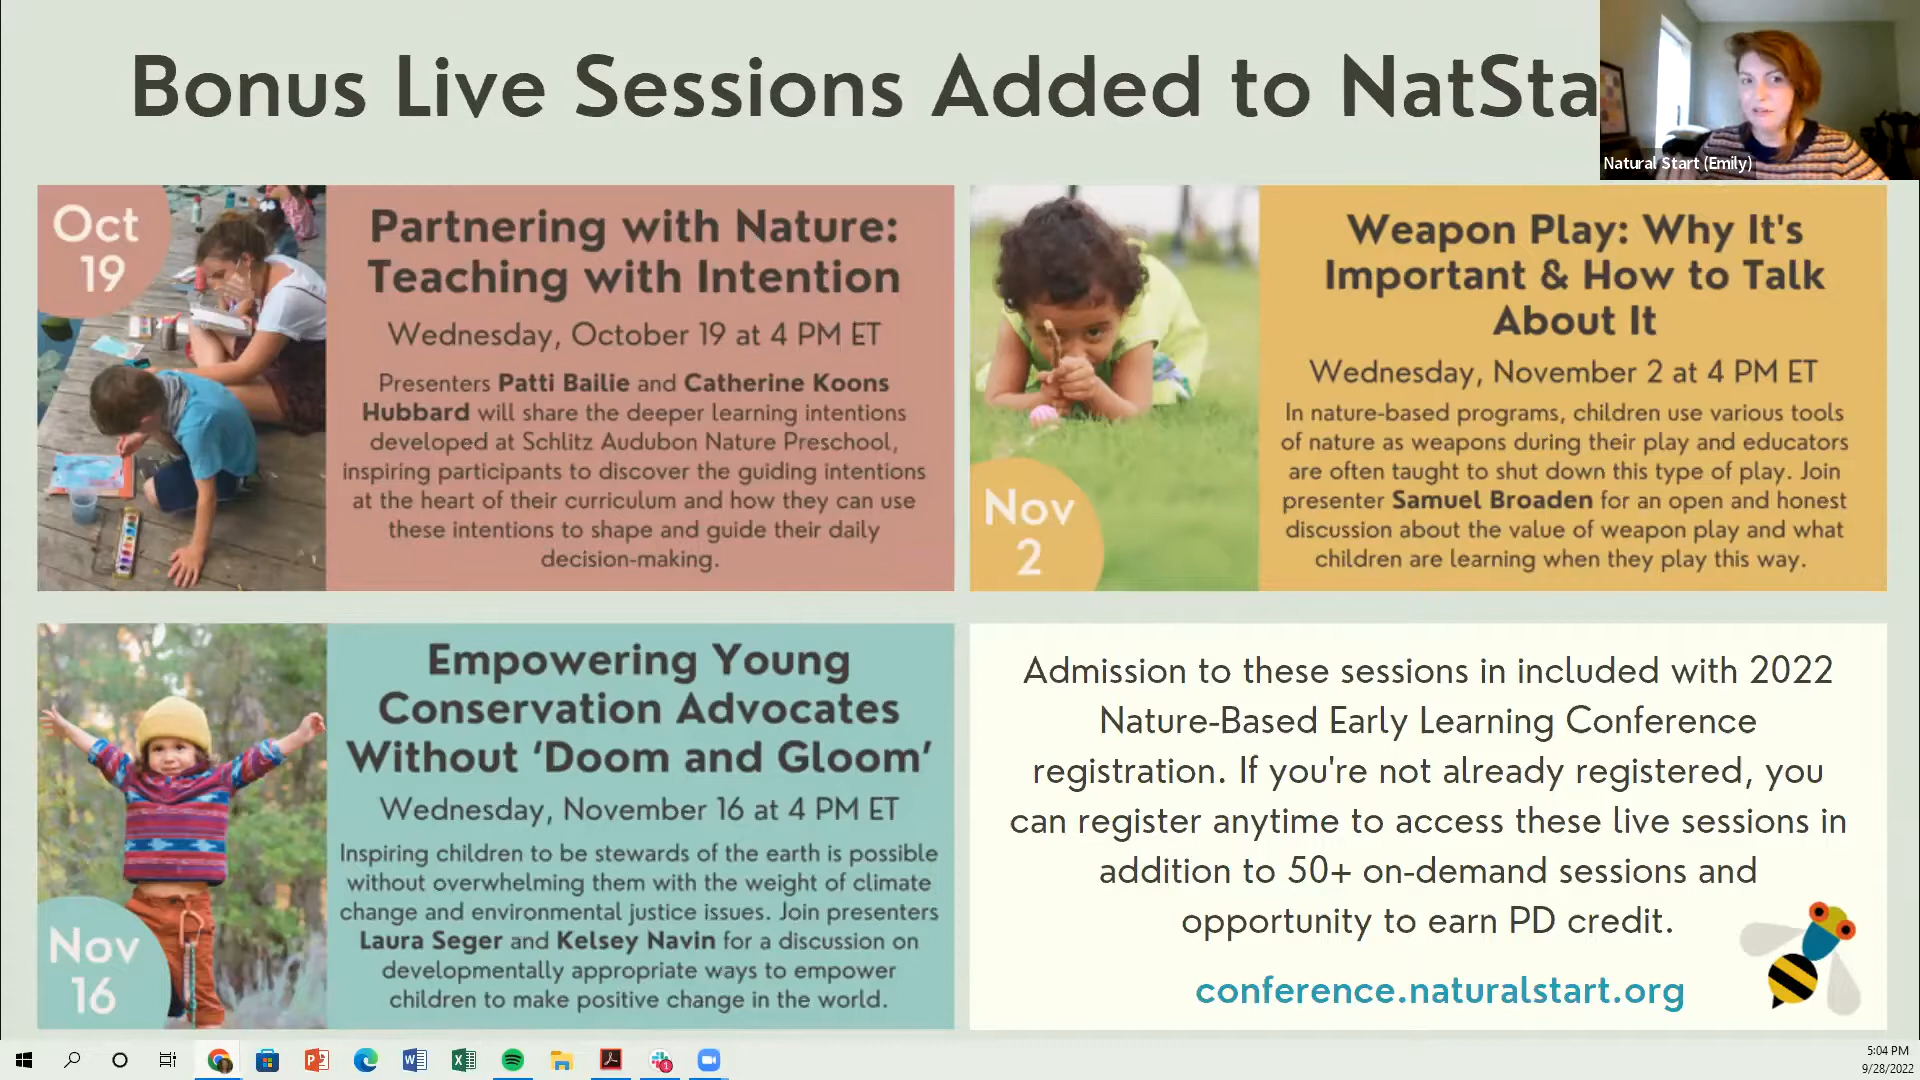 Bonus Live Sessions Added to NatSta
Natural Start (Emily)
Oct
19
Partnering with Nature:
Teaching with Intention
Wednesday, October 19 at 4 PM ET
Presenters Patti Bailie and Catherine Koons
Hubbard will share the deeper learning intentions
developed at Schlitz Audubon Nature Preschool,
inspiring participants to discover the guiding intentions
at the heart of their curriculum and how they can use
these intentions to shape and guide their daily
decision-making.
Nov
2
Weapon Play: Why It's
Important & How to Talk
About It
Wednesday, November 2 at 4 PM ET
In nature-based programs, children use various tools
of nature as weapons during their play and educators
are often taught to shut down this type of play. Join
presenter Samuel Broaden for an open and honest
discussion about the value of weapon play and what
children are learning when they play this way.
Nov
16
Empowering Young
Conservation Advocates
Without ‘Doom and Gloom’
Wednesday, November 16 at 4 PM ET
Inspiring children to be stewards of the earth is possible
without overwhelming them with the weight of climate
change and environmental justice issues. Join presenters
Laura Seger and Kelsey Navin for a discussion on
developmentally appropriate ways to empower
children to make positive change in the world.
Admission to these sessions in included with 2022
Nature-Based Early Learning Conference
registration. If you're not already registered, you
can register anytime to access these live sessions in
addition to 50+ on-demand sessions and
opportunity to earn PD credit.
conference.naturalstart.org
5:04 PM
9/28/2022